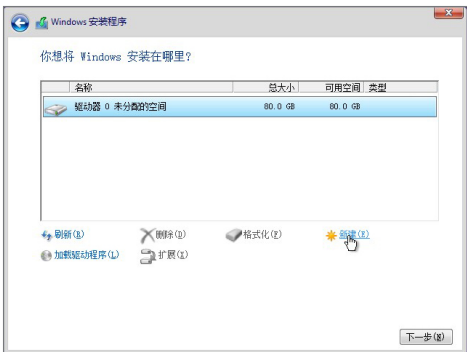 Windows 安装程序
你想将 Windows 安装在哪里?
名称 总大小 可用空间 类型
驱动器 0 未分配的空间 80.0 GB 80.0 GB
刷新(R) 删除(D) 格式化(F) 新建(E)
加载驱动程序(L) 扩展(X)
下一步(N)